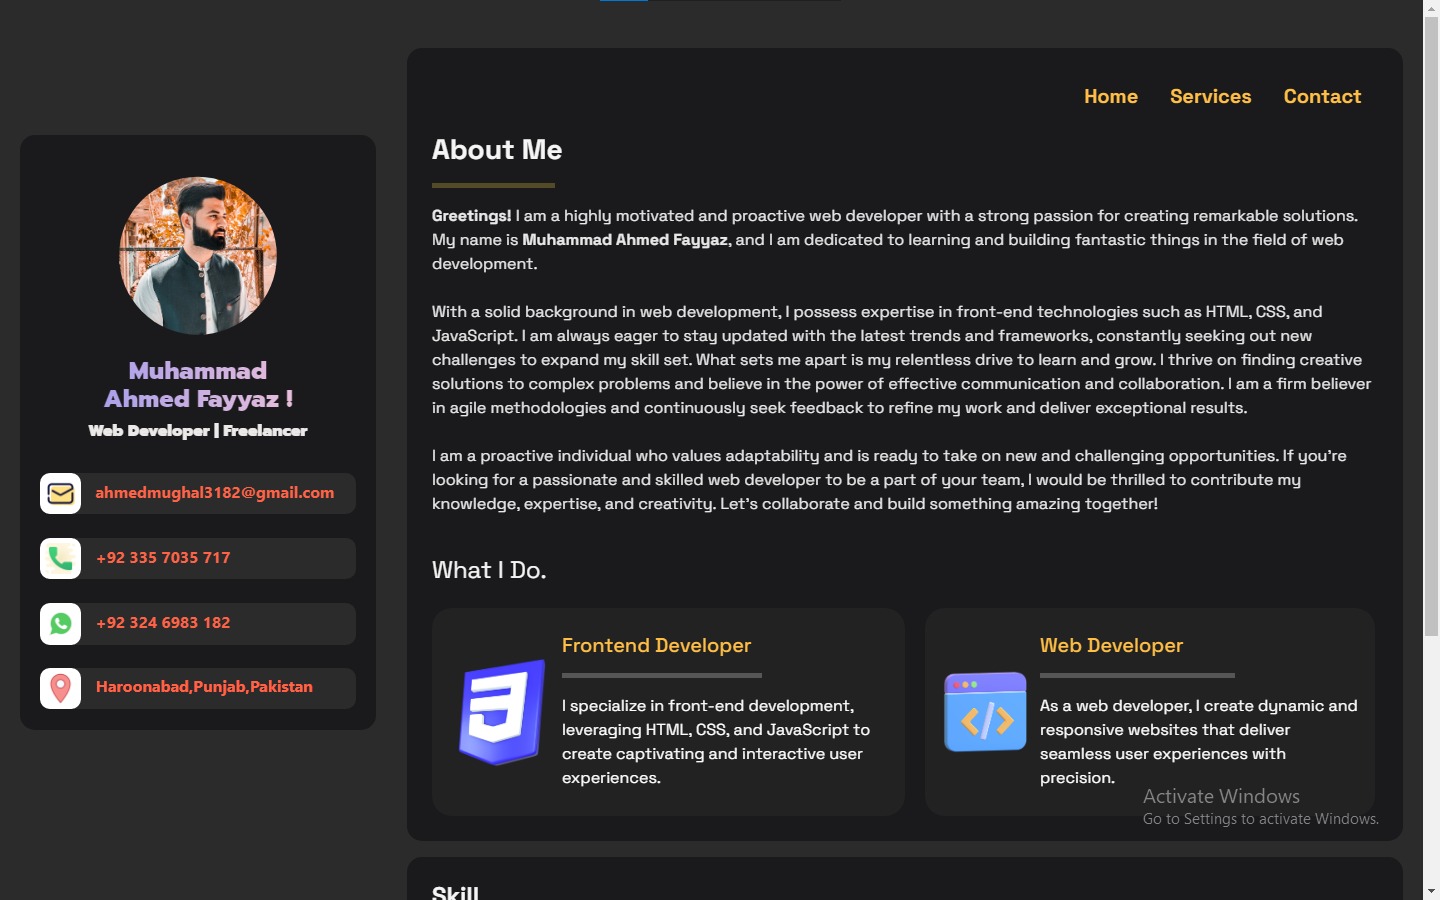 Home Services Contact
About Me
Greetings! I am a highly motivated and proactive web developer with a strong passion for creating remarkable solutions.
My name is Muhammad Ahmed Fayyaz, and I am dedicated to learning and building fantastic things in the field of web
development.
With a solid background in web development, I possess expertise in front-end technologies such as HTML, CSS, and
JavaScript. I am always eager to stay updated with the latest trends and frameworks, constantly seeking out new
challenges to expand my skill set. What sets me apart is my relentless drive to learn and grow. I thrive on finding creative
solutions to complex problems and believe in the power of effective communication and collaboration. I am a firm believer
in agile methodologies and continuously seek feedback to refine my work and deliver exceptional results.
I am a proactive individual who values adaptability and is ready to take on new and challenging opportunities. If you're
looking for a passionate and skilled web developer to be a part of your team, I would be thrilled to contribute my
knowledge, expertise, and creativity. Let's collaborate and build something amazing together!
Muhammad
Ahmed Fayyaz !
Web Developer | Freelancer
ahmedmughal3182@gmail.com
+92 335 7035 717
+92 324 6983 182
Haroonabad,Punjab,Pakistan
What I Do.
Frontend Developer
I specialize in front-end development,
leveraging HTML, CSS, and JavaScript to
create captivating and interactive user
experiences.
Web Developer
As a web developer, I create dynamic and
responsive websites that deliver
seamless user experiences with
precision.
Activate Windows
Go to Settings to activate Windows.
Skill